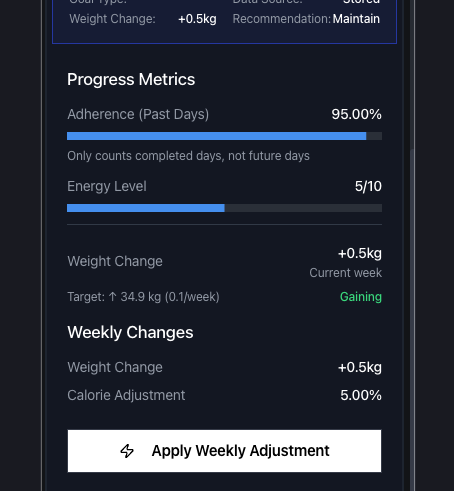 Goal Type: Data Source: Stored
Weight Change: +0.5kg Recommendation: Maintain
Progress Metrics
Adherence (Past Days) 95.00%
Only counts completed days, not future days
Energy Level 5/10
Weight Change +0.5kg
Current week
Target: ↑ 34.9 kg (0.1/week) Gaining
Weekly Changes
Weight Change +0.5kg
Calorie Adjustment 5.00%
Apply Weekly Adjustment